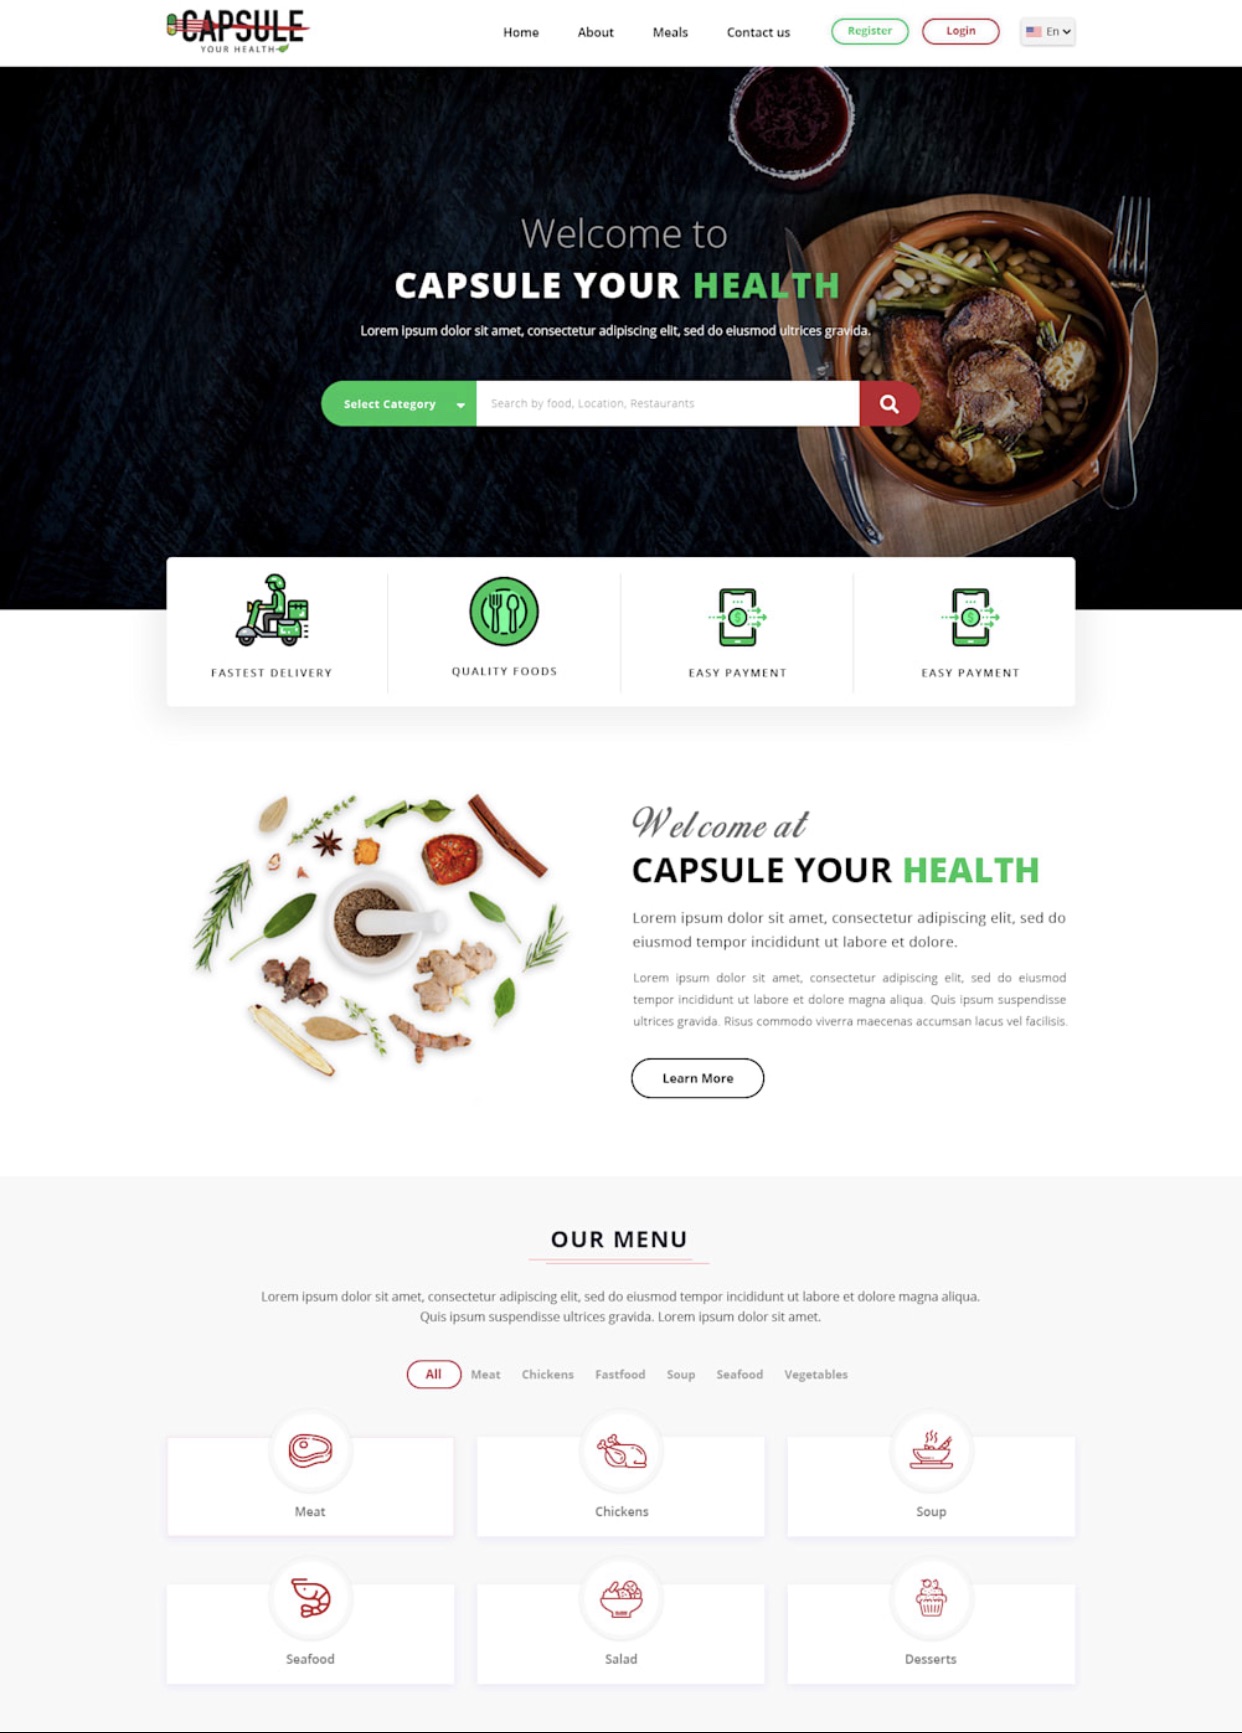 CAPSULE
YOUR HEALTH
Home About Meals Contact us Register Login En
Welcome to
CAPSULE YOUR HEALTH
Lorem ipsum dolor sit amet, consectetur adipiscing elit, sed do eiusmod ultrices gravida.
Select Category Search by food, Location, Restaurants
FASTEST DELIVERY QUALITY FOODS EASY PAYMENT EASY PAYMENT
Welcome at
CAPSULE YOUR HEALTH
Lorem ipsum dolor sit amet, consectetur adipiscing elit, sed do
eiusmod tempor incididunt ut labore et dolore.
Lorem ipsum dolor sit amet, consectetur adipiscing elit, sed do eiusmod
tempor incididunt ut labore et dolore magna aliqua. Quis ipsum suspendisse
ultrices gravida. Risus commodo viverra maecenas accumsan lacus vel facilisis.
Learn More
OUR MENU
Lorem ipsum dolor sit amet, consectetur adipiscing elit, sed do eiusmod tempor incididunt ut labore et dolore magna aliqua.
Quis ipsum suspendisse ultrices gravida. Lorem ipsum dolor sit amet.
All Meat Chickens Fastfood Soup Seafood Vegetables
Meat Chickens Soup
Seafood Salad Desserts